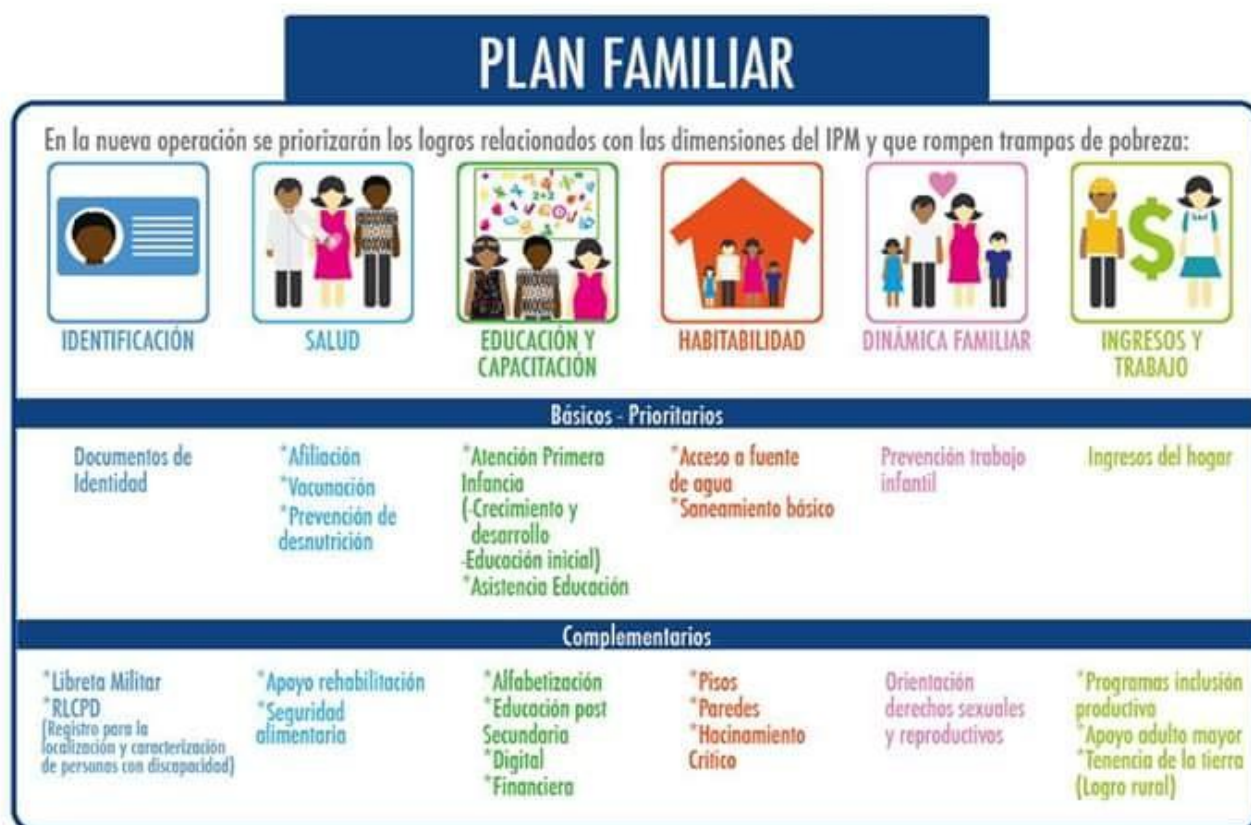 PLAN FAMILIAR
En la nueva operación se priorizarán los logros relacionados con las dimensiones del IPM y que rompen trampas de pobreza:
2+2
IDENTIFICACIÓN
SALUD
EDUCACIÓN Y
CAPACITACIÓN
HABITABILIDAD
DINÁMICA FAMILIAR
$
INGRESOS Y
TRABAJO
Básicos - Prioritarios
Documentos de
Identidad
*Afiliación
*Vacunación
*Prevención de
desnutrición
*Atención Primera
Infancia
(-Crecimiento y
desarrollo
-Educación inicial)
*Asistencia Educación
*Acceso a fuente
de agua
*Saneamiento básico
Prevención trabajo
infantil
Ingresos del hogar
Complementarios
*Libreta Militar
*RLCPD
(Registro para la
localización y caracterización
de personas con discapacidad)
*Apoyo rehabilitación
*Seguridad
alimentaria
*Alfabetización
*Educación post
Secundaria
*Digital
*Financiera
*Pisos
*Paredes
*Hacinamiento
Crítico
Orientación
derechos sexuales
y reproductivos
*Programas inclusión
productiva
*Apoyo adulto mayor
*Tenencia de la tierra
(Logro rural)